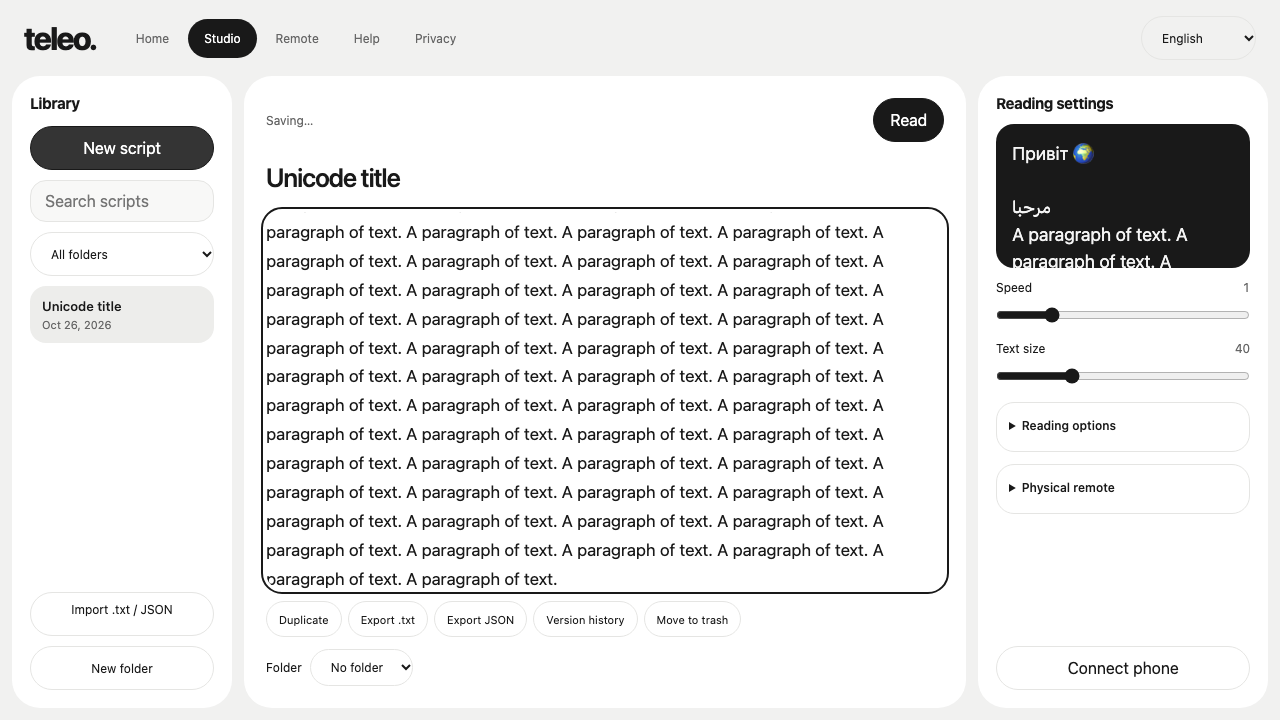 teleo.
Home
Studio
Remote
Help
Privacy
English
Library
New script
Search scripts
All folders
Unicode title
Oct 26, 2026
Import .txt / JSON
New folder
Saving...
Read
Unicode title
paragraph of text. A paragraph of text. A paragraph of text. A paragraph of text. A
paragraph of text. A paragraph of text. A paragraph of text. A paragraph of text. A
paragraph of text. A paragraph of text. A paragraph of text. A paragraph of text. A
paragraph of text. A paragraph of text. A paragraph of text. A paragraph of text. A
paragraph of text. A paragraph of text. A paragraph of text. A paragraph of text. A
paragraph of text. A paragraph of text. A paragraph of text. A paragraph of text. A
paragraph of text. A paragraph of text. A paragraph of text. A paragraph of text. A
paragraph of text. A paragraph of text. A paragraph of text. A paragraph of text. A
paragraph of text. A paragraph of text. A paragraph of text. A paragraph of text. A
paragraph of text. A paragraph of text. A paragraph of text. A paragraph of text. A
paragraph of text. A paragraph of text. A paragraph of text. A paragraph of text. A
paragraph of text. A paragraph of text. A paragraph of text. A paragraph of text. A
paragraph of text. A paragraph of text.
Duplicate
Export .txt
Export JSON
Version history
Move to trash
Folder
No folder
Reading settings
Привіт 🌍
مرحبا
A paragraph of text. A
paragraph of text. A
Speed 1
Text size 40
Reading options
Physical remote
Connect phone